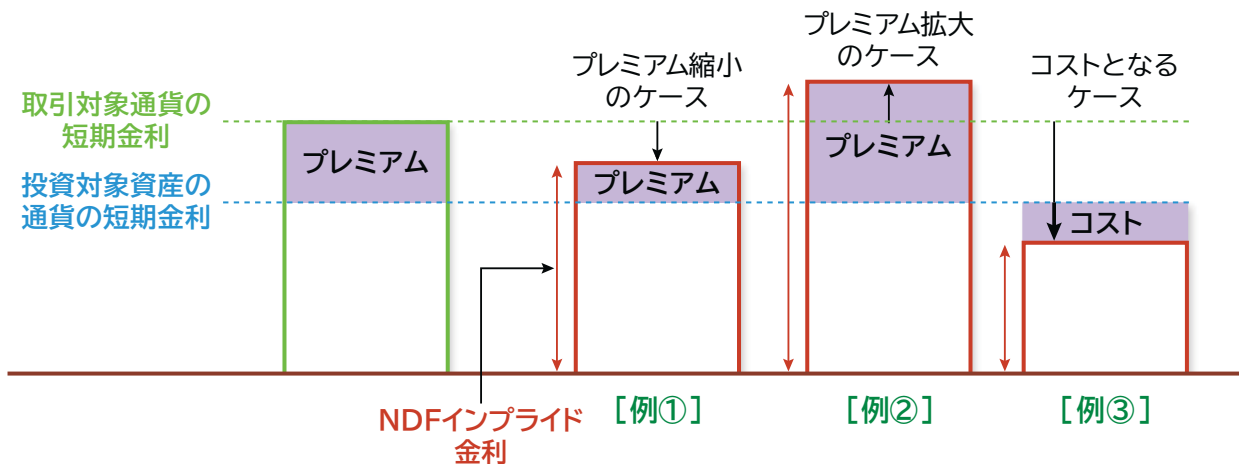 プレミアム拡大
のケース
プレミアム縮小
のケース
コストとなる
ケース
取引対象通貨の
短期金利
プレミアム
プレミアム
プレミアム
投資対象資産の
通貨の短期金利
コスト
NDFインプライド
金利
[例①]
[例②]
[例③]